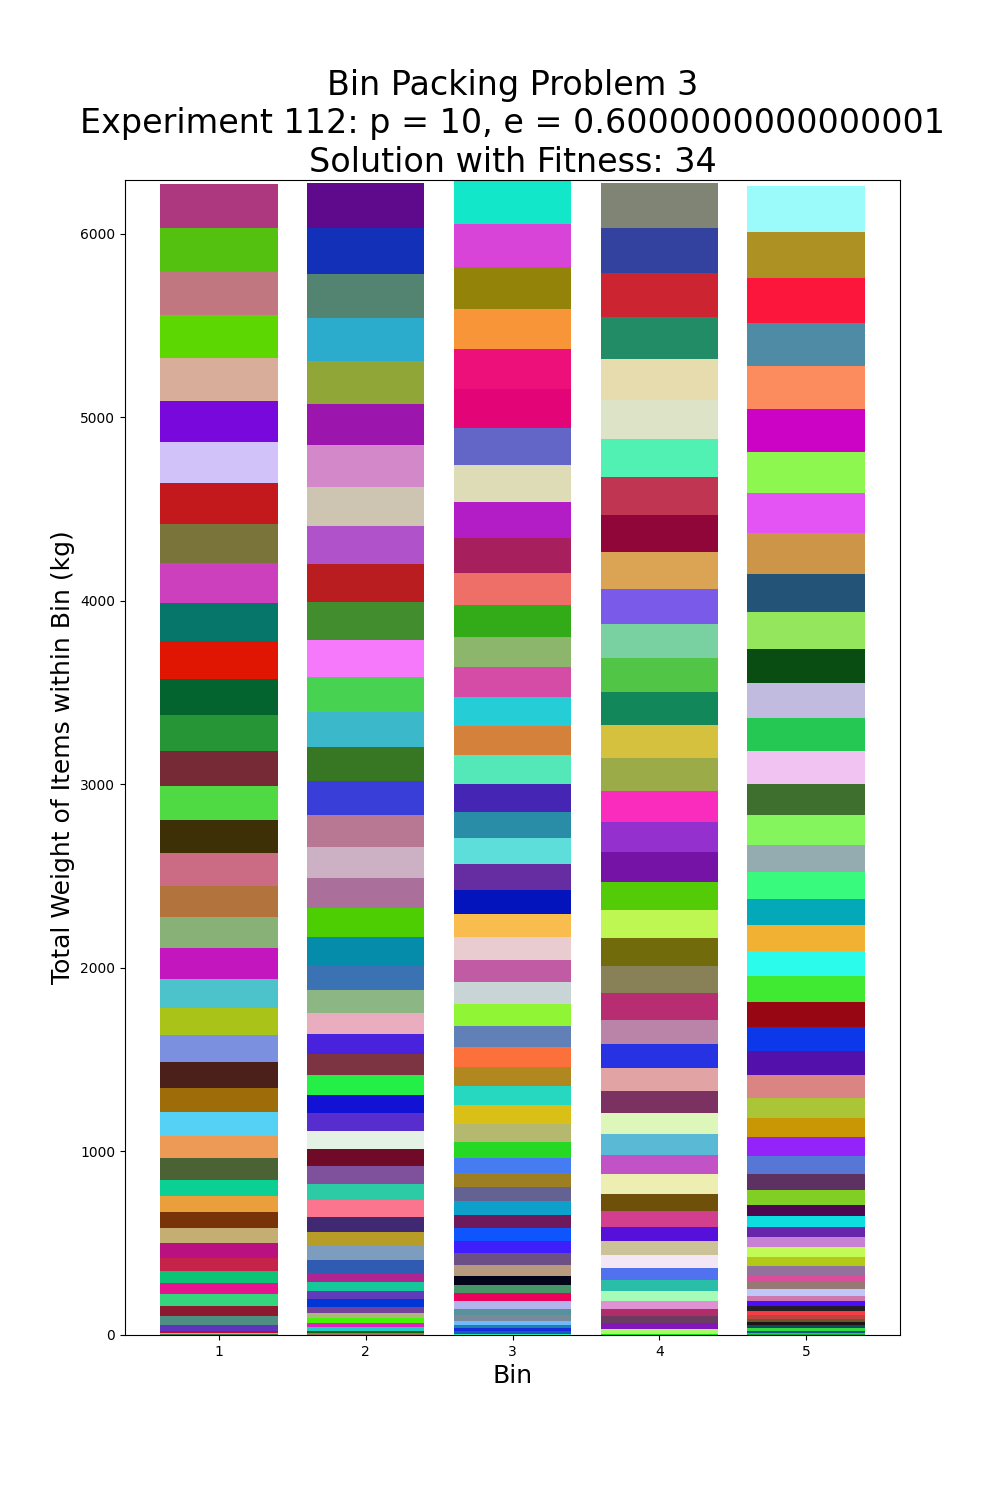 Bin Packing Problem 3
Experiment 112: p = 10, e = 0.6000000000000001
Solution with Fitness: 34
Total Weight of Items within Bin (kg)
6000
5000
4000
3000
2000
1000
0
1 2 3 4 5
Bin